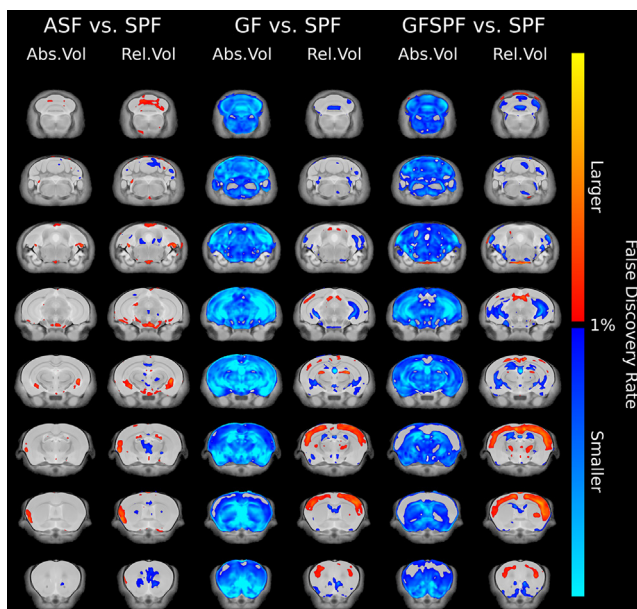 ASF vs. SPF GF vs. SPF GFSPF vs. SPF
Abs.Vol Rel.Vol Abs.Vol Rel.Vol Abs.Vol Rel.Vol
Larger
1%
Smaller
False Discovery Rate